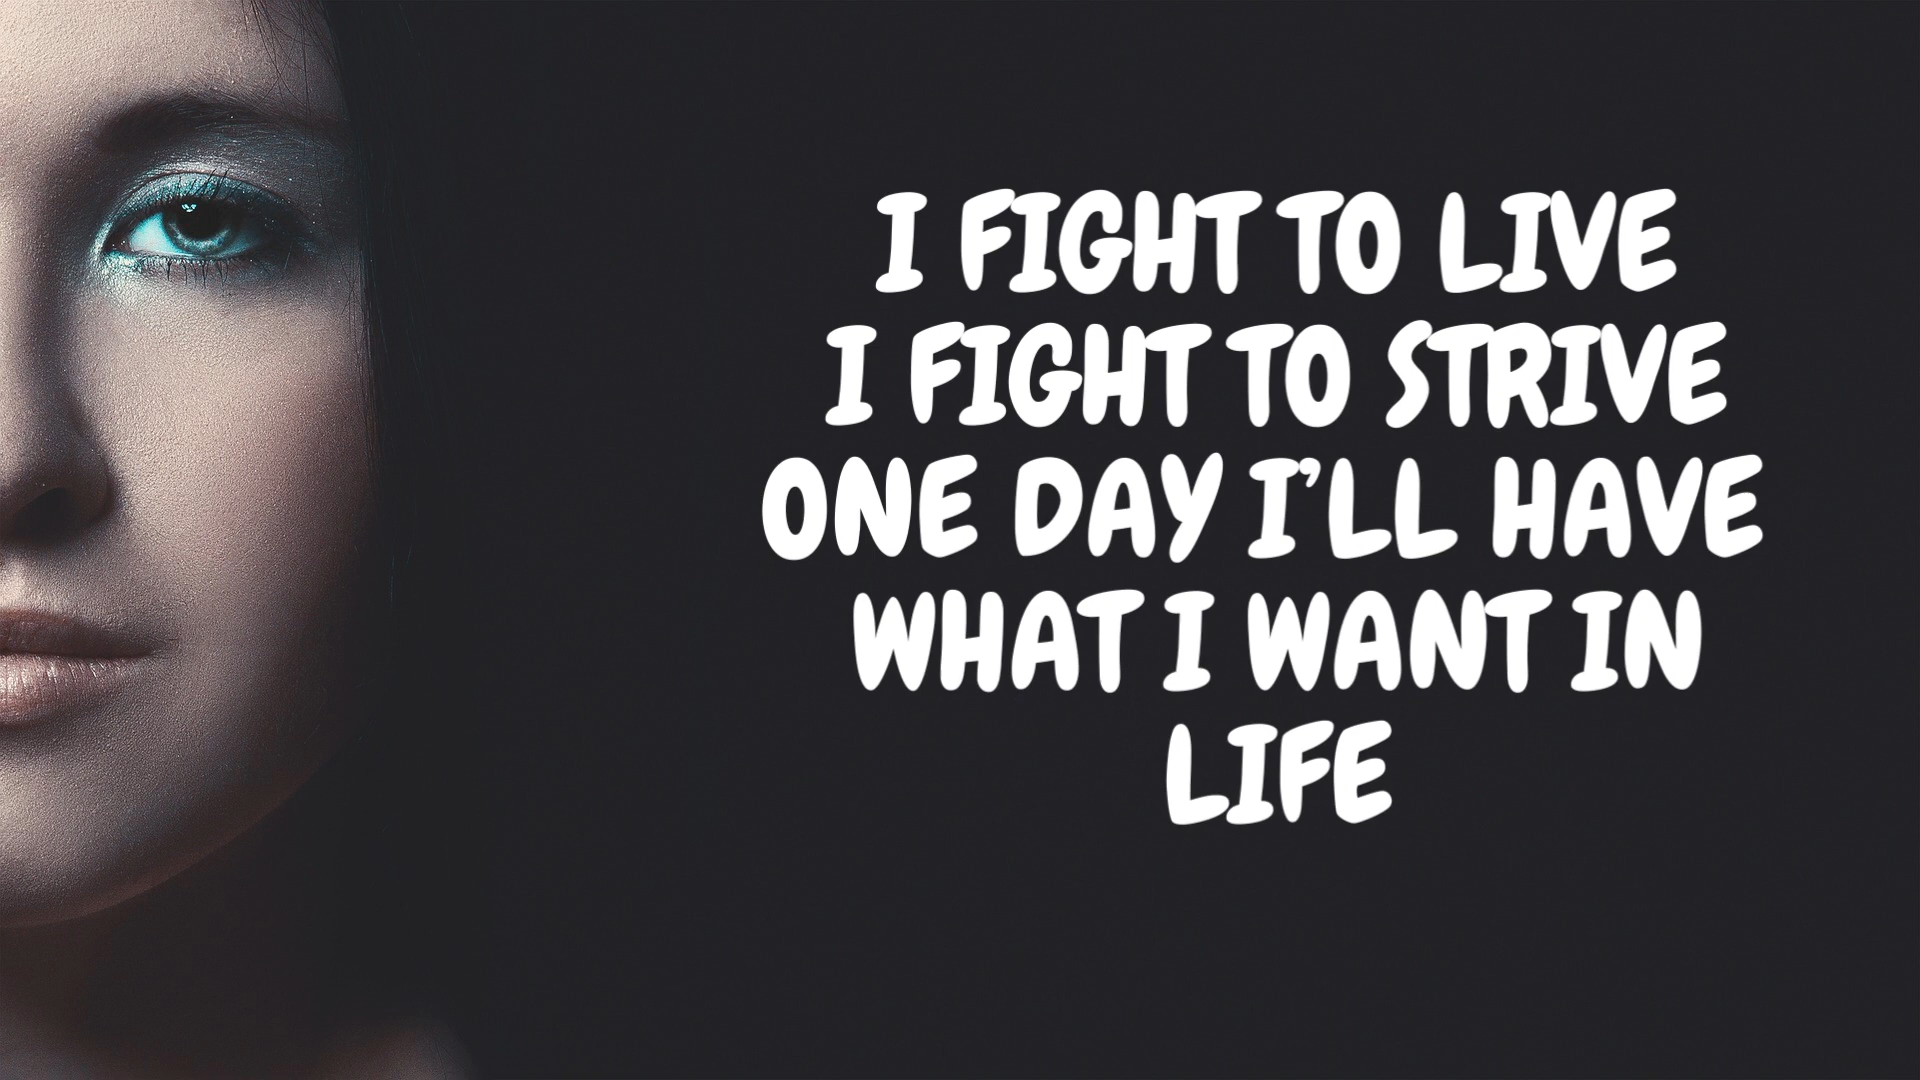 I FIGHT TO LIVE
I FIGHT TO STRIVE
ONE DAY I’LL HAVE
WHAT I WANT IN
LIFE